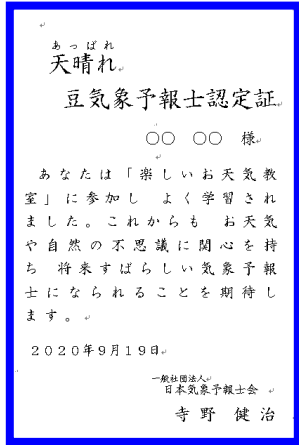 あっぱれ
天晴れ
豆気象予報士認定証
○○　○○　様
あなたは「楽しいお天気教
室」に参加し　よく学習され
ました。これからも　お天気
や自然の不思議に関心を持
ち　将来すばらしい気象予報
士になられることを期待し
ます。
２０２０年９月１９日
一般社団法人
日本気象予報士会
寺野　健治